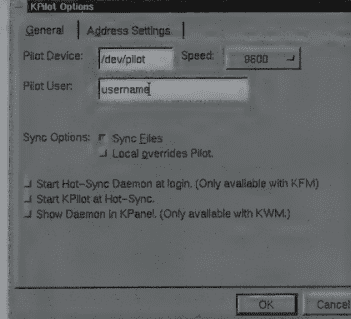 KPilot Options
General
Address Settings
Pilot Device:
/dev/pilot
Speed:
9600
Pilot User:
username
Sync Options:
Sync Files
Local overrides Pilot.
Start Hot-Sync Daemon at login. (Only available with KFM)
Start KPilot at Hot-Sync.
Show Daemon in KPanel. (Only available with KWM.)
OK
Cancel